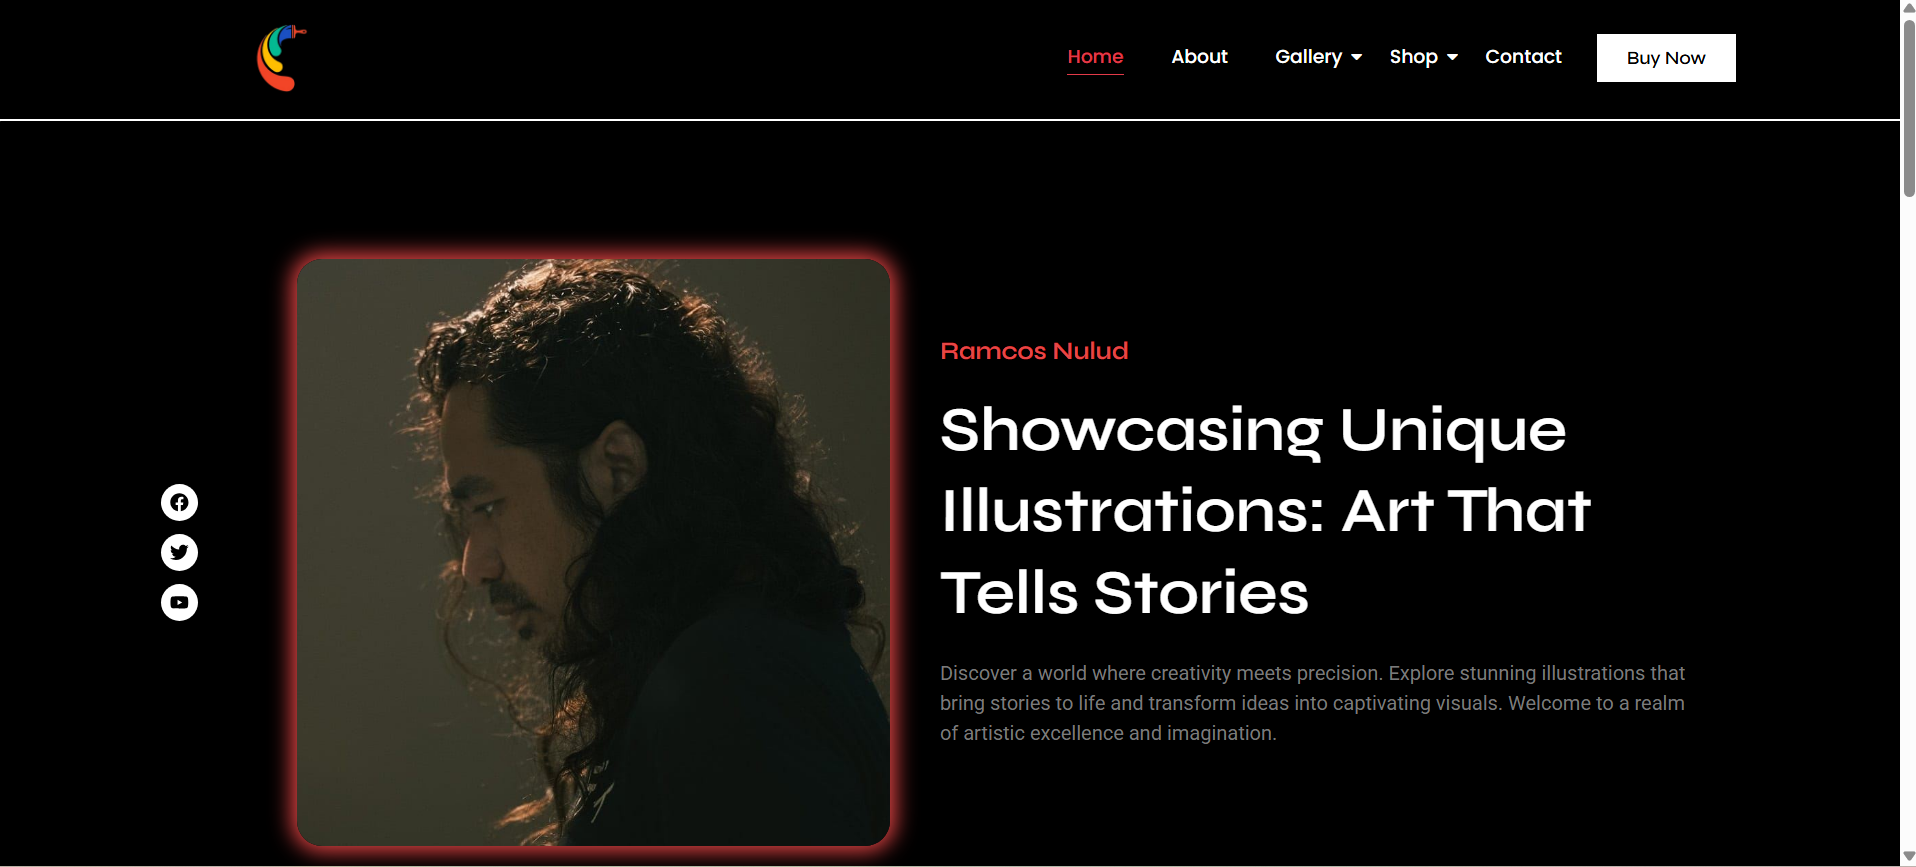 Home About Gallery Shop Contact Buy Now
Ramcos Nulud
Showcasing Unique
Illustrations: Art That
Tells Stories
Discover a world where creativity meets precision. Explore stunning illustrations that
bring stories to life and transform ideas into captivating visuals. Welcome to a realm
of artistic excellence and imagination.